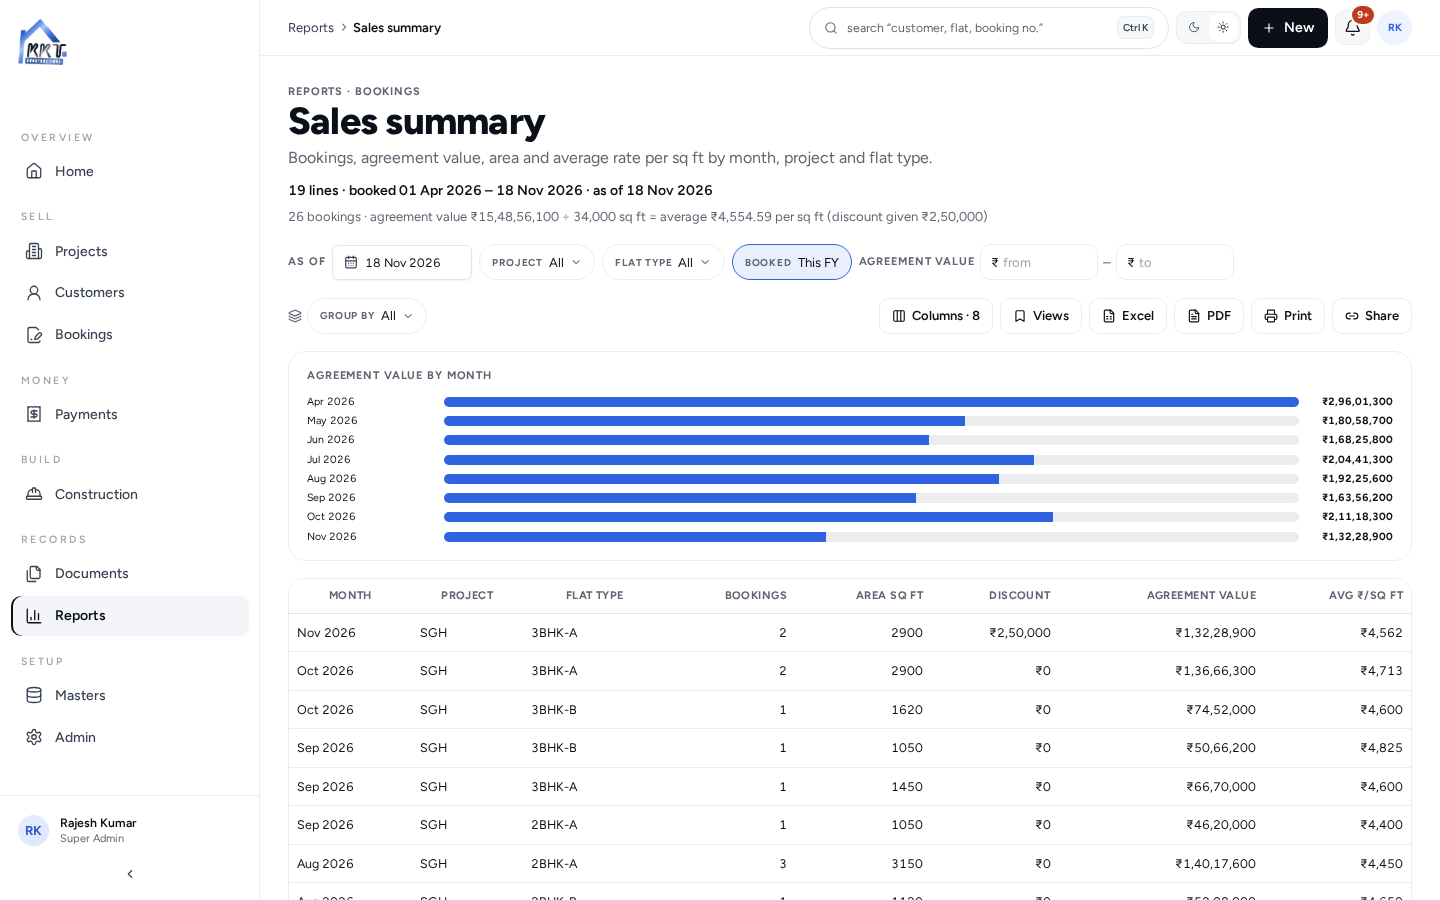 RKT
CONSTRUCTIONS
Reports > Sales summary
search “customer, flat, booking no.”
Ctrl K
New
9+
RK
OVERVIEW
Home
SELL
Projects
Customers
Bookings
MONEY
Payments
BUILD
Construction
RECORDS
Documents
Reports
SETUP
Masters
Admin
RK
Rajesh Kumar
Super Admin
REPORTS · BOOKINGS
Sales summary
Bookings, agreement value, area and average rate per sq ft by month, project and flat type.
19 lines · booked 01 Apr 2026 – 18 Nov 2026 · as of 18 Nov 2026
26 bookings · agreement value ₹15,48,56,100 ÷ 34,000 sq ft = average ₹4,554.59 per sq ft (discount given ₹2,50,000)
AS OF 18 Nov 2026 PROJECT All FLAT TYPE All BOOKED This FY AGREEMENT VALUE ₹ from – ₹ to
GROUP BY All Columns · 8 Views Excel PDF Print Share
AGREEMENT VALUE BY MONTH
Apr 2026 ₹2,96,01,300
May 2026 ₹1,80,58,700
Jun 2026 ₹1,68,25,800
Jul 2026 ₹2,04,41,300
Aug 2026 ₹1,92,25,600
Sep 2026 ₹1,63,56,200
Oct 2026 ₹2,11,18,300
Nov 2026 ₹1,32,28,900
MONTH PROJECT FLAT TYPE BOOKINGS AREA SQ FT DISCOUNT AGREEMENT VALUE AVG ₹/SQ FT
Nov 2026 SGH 3BHK-A 2 2900 ₹2,50,000 ₹1,32,28,900 ₹4,562
Oct 2026 SGH 3BHK-A 2 2900 ₹0 ₹1,36,66,300 ₹4,713
Oct 2026 SGH 3BHK-B 1 1620 ₹0 ₹74,52,000 ₹4,600
Sep 2026 SGH 3BHK-B 1 1050 ₹0 ₹50,66,200 ₹4,825
Sep 2026 SGH 3BHK-A 1 1450 ₹0 ₹66,70,000 ₹4,600
Sep 2026 SGH 2BHK-A 1 1050 ₹0 ₹46,20,000 ₹4,400
Aug 2026 SGH 2BHK-A 3 3150 ₹0 ₹1,40,17,600 ₹4,450